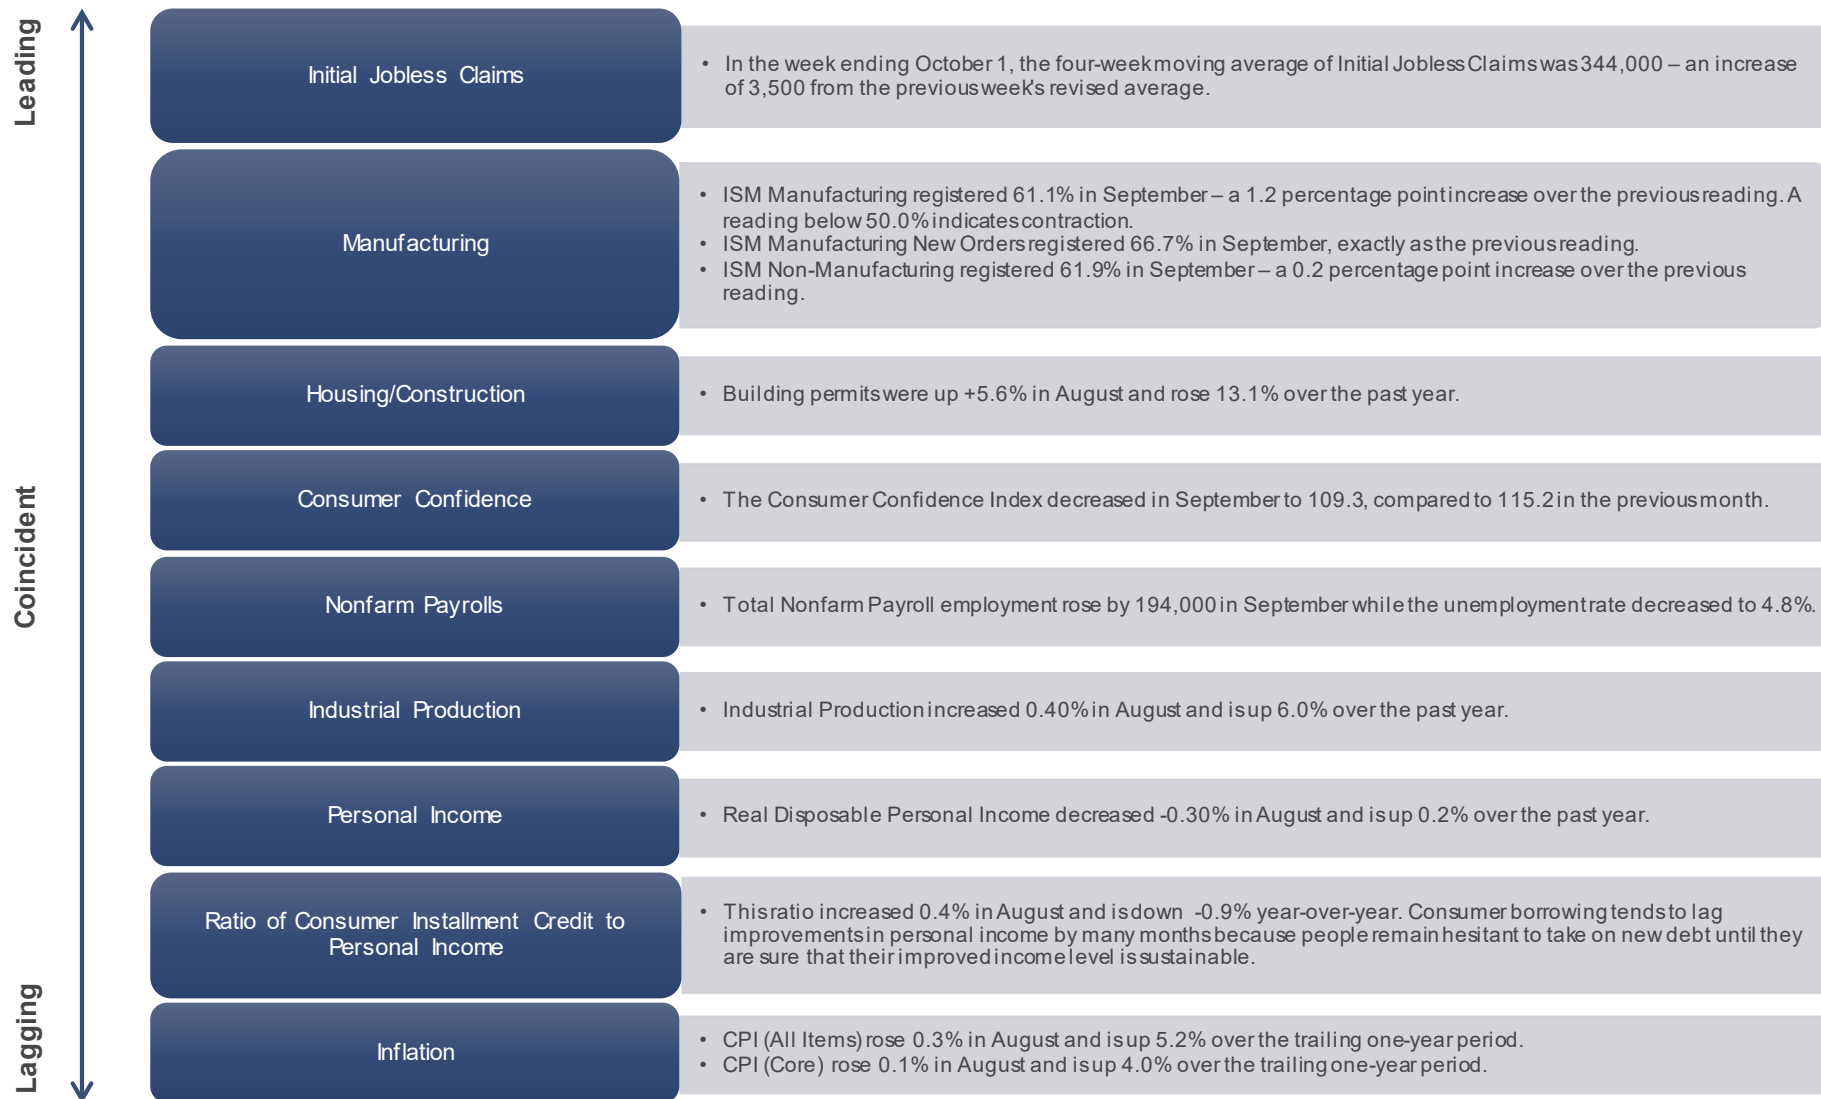 Leading
Initial Jobless Claims
• In the week ending October 1, the four-week moving average of Initial Jobless Claims was 344,000 – an increase
of 3,500 from the previous week's revised average.
Manufacturing
• ISM Manufacturing registered 61.1% in September – a 1.2 percentage point increase over the previous reading. A
reading below 50.0% indicates contraction.
• ISM Manufacturing New Orders registered 66.7% in September, exactly as the previous reading.
• ISM Non-Manufacturing registered 61.9% in September – a 0.2 percentage point increase over the previous
reading.
Housing/Construction
• Building permits were up +5.6% in August and rose 13.1% over the past year.
Coincident
Consumer Confidence
• The Consumer Confidence Index decreased in September to 109.3, compared to 115.2 in the previous month.
Nonfarm Payrolls
• Total Nonfarm Payroll employment rose by 194,000 in September while the unemployment rate decreased to 4.8%.
Industrial Production
• Industrial Production increased 0.40% in August and is up 6.0% over the past year.
Personal Income
• Real Disposable Personal Income decreased -0.30% in August and is up 0.2% over the past year.
Ratio of Consumer Installment Credit to
Personal Income
• This ratio increased 0.4% in August and is down -0.9% year-over-year. Consumer borrowing tends to lag
improvements in personal income by many months because people remain hesitant to take on new debt until they
are sure that their improved income level is sustainable.
Lagging
Inflation
• CPI (All Items) rose 0.3% in August and is up 5.2% over the trailing one-year period.
• CPI (Core) rose 0.1% in August and is up 4.0% over the trailing one-year period.